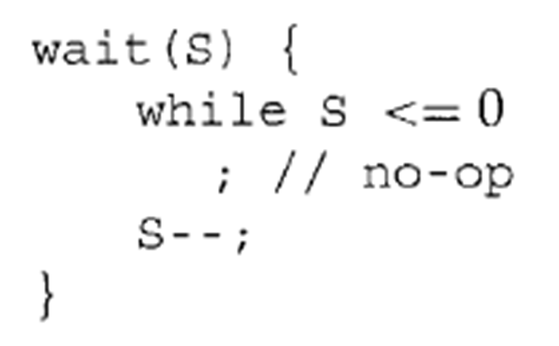 wait(S) {
    while S <= 0
        ; // no-op
    S--;
}